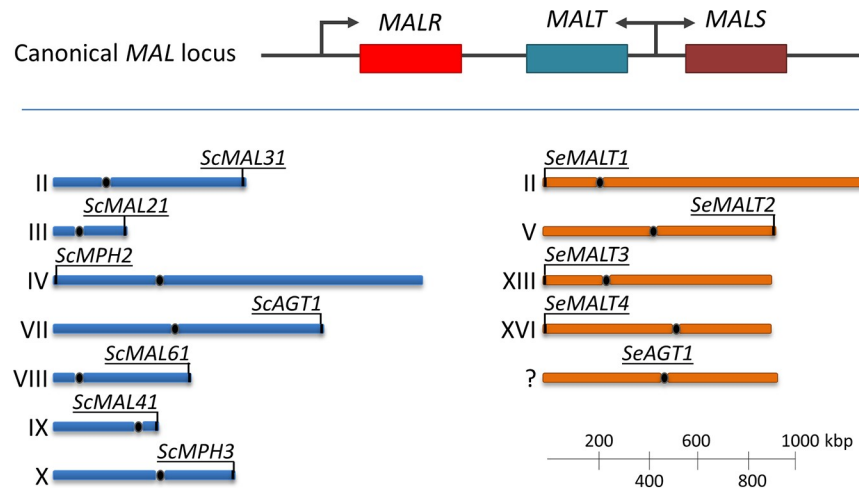 MALR MALT MALS
Canonical MAL locus
ScMAL31
II
ScMAL21
III
ScMPH2
IV
ScAGT1
VII
ScMAL61
VIII
ScMAL41
IX
ScMPH3
X
SeMALT1
II
SeMALT2
V
SeMALT3
XIII
SeMALT4
XVI
SeAGT1
?
200 600 1000 kbp
400 800